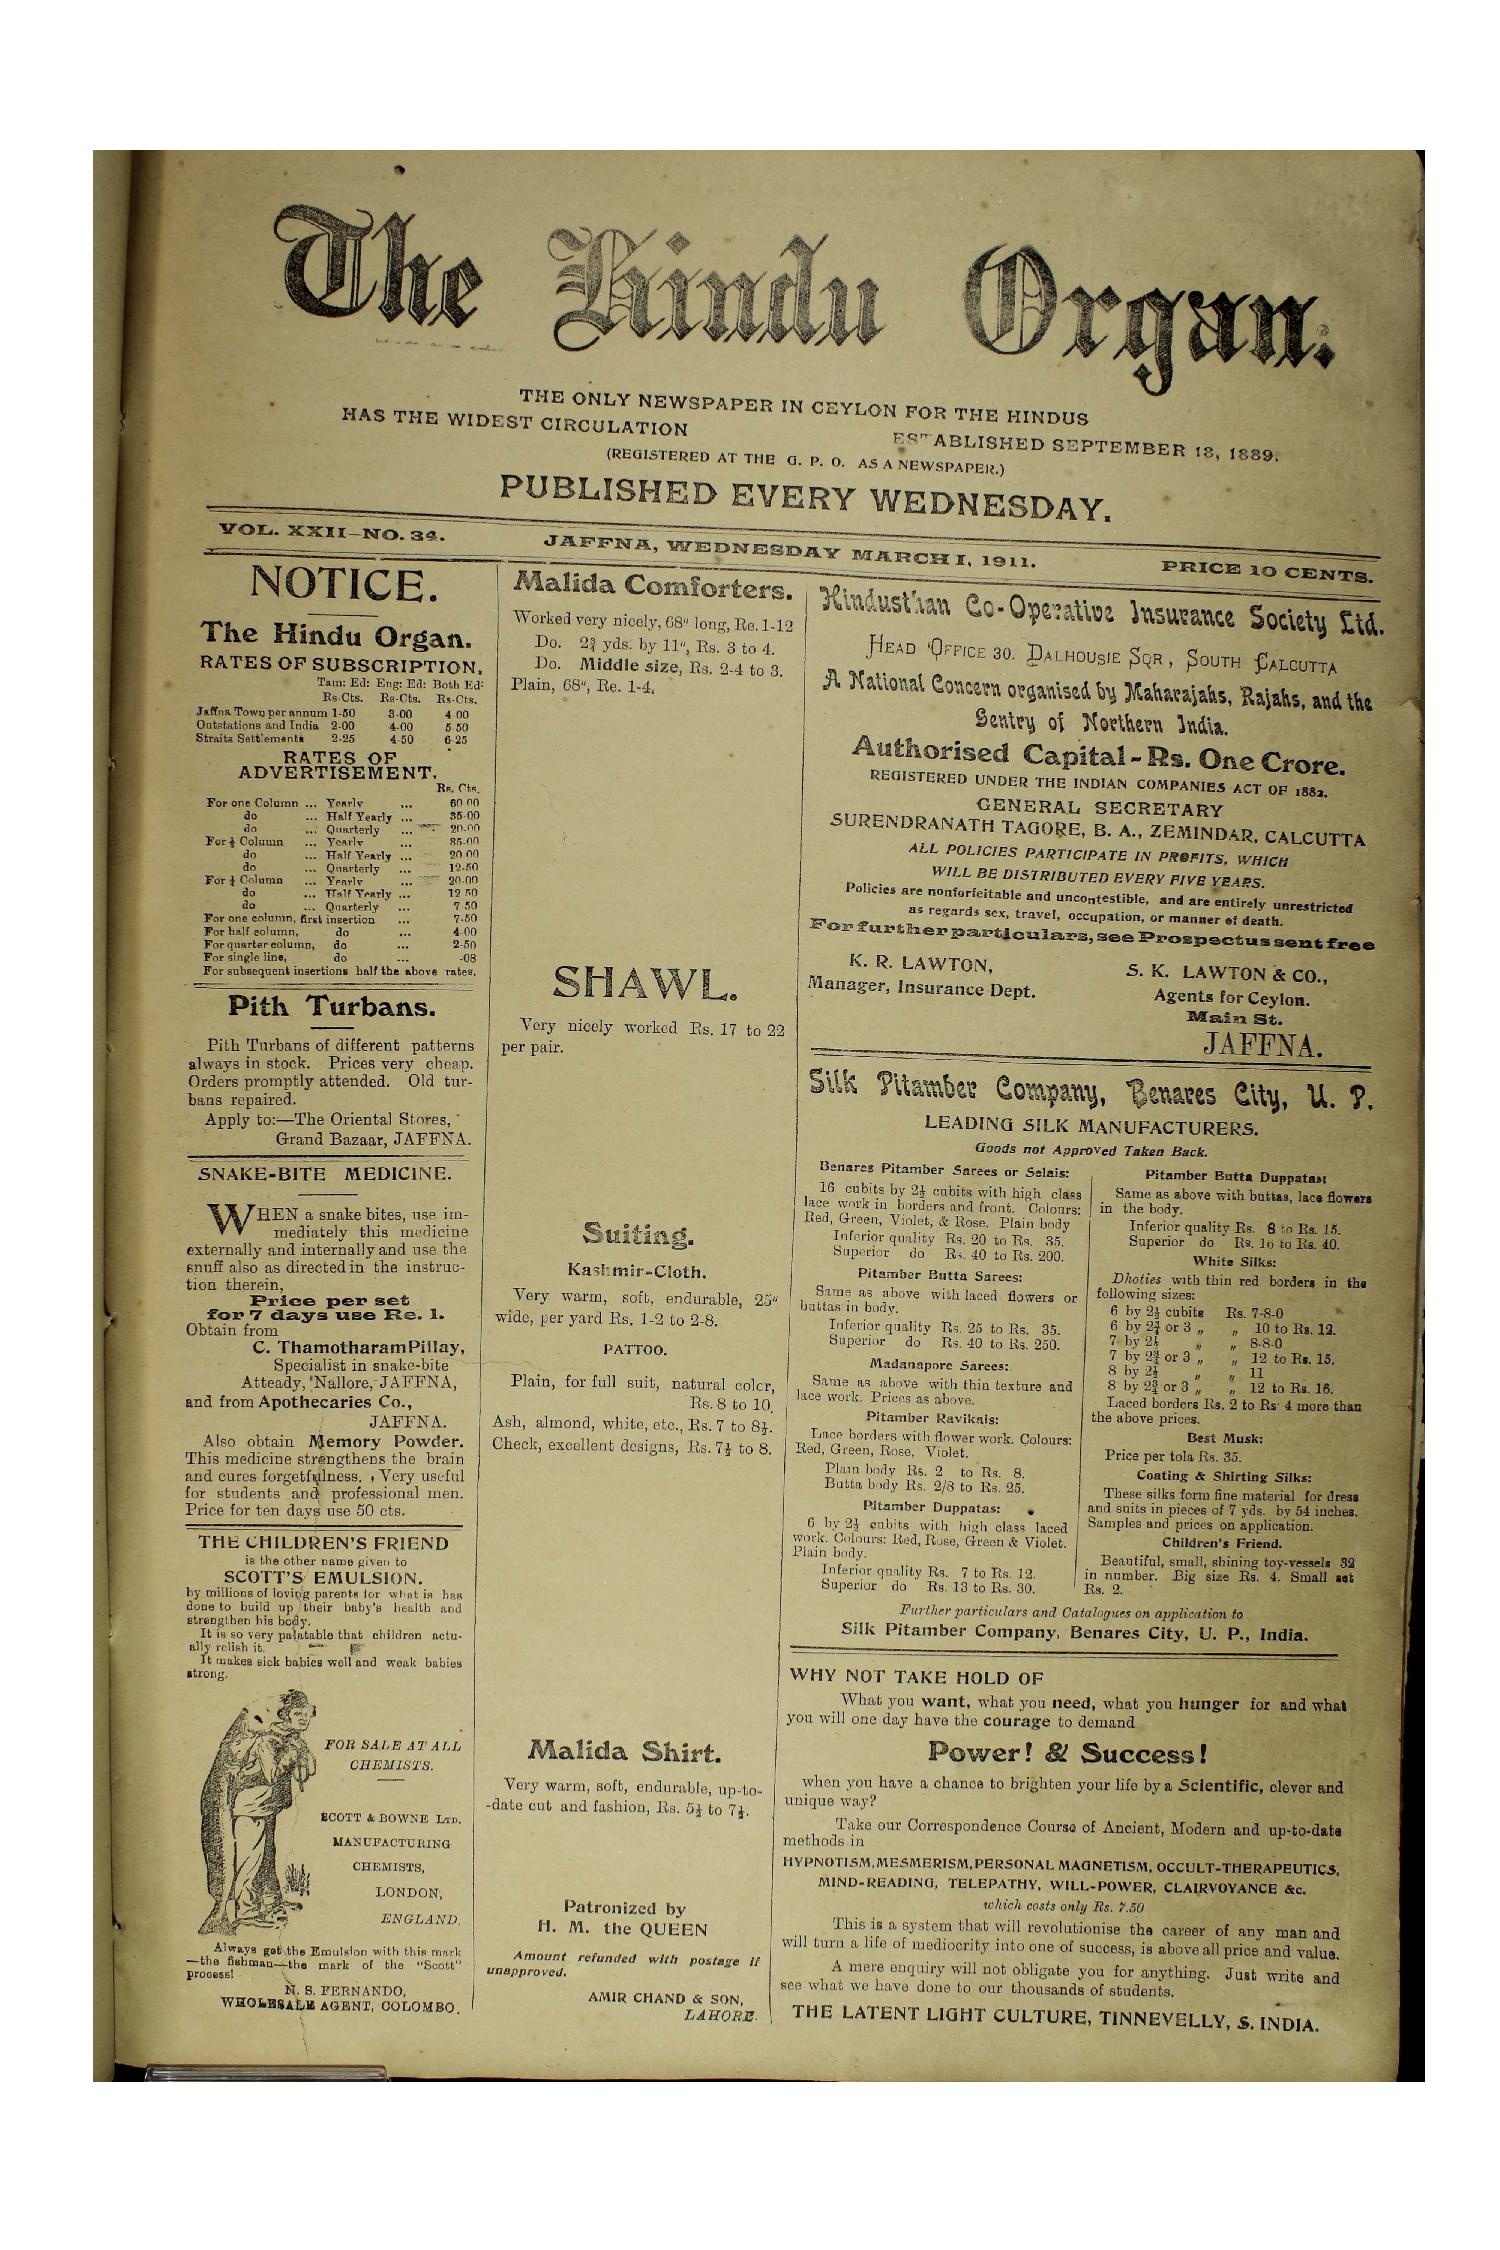 The Hindu Organ.
THE ONLY NEWSPAPER IN CEYLON FOR THE HINDUS
HAS THE WIDEST CIRCULATION
ESTABLISHED SEPTEMBER 18, 1889.
(REGISTERED AT THE G. P. O. AS A NEWSPAPER.)
PUBLISHED EVERY WEDNESDAY.
VOL. XXII—NO. 34.
JAFFNA, WEDNESDAY MARCH I, 1911.
PRICE 10 CENTS.
NOTICE.
The Hindu Organ.
RATES OF SUBSCRIPTION,
Tam: Ed: Eng: Ed: Both Ed:
Rs-Cts. Rs-Cts. Rs-Cts.
Jaffna Town per annum 1-50 3-00 4-00
Outstations and India 2-00 4-00 5 50
Straits Settlements 2-25 4-50 6-25
RATES OF
ADVERTISEMENT.
Rs. Cts.
For one Column ... Yearly ... 60 00
do ... Half Yearly ... 35-00
do ... Quarterly ... 20-00
For ½ Column ... Yearly ... 35-00
do ... Half Yearly ... 20 00
do ... Quarterly ... 12-50
For ¼ Column ... Yearly ... 20-00
do ... Half Yearly ... 12 50
do ... Quarterly ... 7 50
For one column, first insertion ... 7-50
For half column, do ... 4-00
For quarter column, do ... 2-50
For single line, do -08
For subsequent insertions half the above rates.
Pith Turbans.
Pith Turbans of different patterns
always in stock. Prices very cheap.
Orders promptly attended. Old tur-
bans repaired.
Apply to:—The Oriental Stores,
Grand Bazaar, JAFFNA.
SNAKE-BITE MEDICINE.
WHEN a snake bites, use im-
mediately this medicine
externally and internally and use the
snuff also as directed in the instruc-
tion therein,
Price per set
for 7 days use Re. 1.
Obtain from
C. Thamotharam Pillay,
Specialist in snake-bite
Atteady, Nallore, JAFFNA,
and from Apothecaries Co.,
JAFFNA.
Also obtain Memory Powder.
This medicine strengthens the brain
and cures forgetfulness. Very useful
for students and professional men.
Price for ten days use 50 cts.
THE CHILDREN'S FRIEND
is the other name given to
SCOTT'S EMULSION.
by millions of loving parents for what is has
done to build up their baby's health and
strengthen his body.
It is so very palatable that children actu-
ally relish it.
It makes sick babies well and weak babies
strong.
FOR SALE AT ALL
CHEMISTS.
SCOTT & BOWNE LTD.
MANUFACTURING
CHEMISTS,
LONDON,
ENGLAND.
Always get the Emulsion with this mark
—the fishman—the mark of the "Scott"
process!
N. S. FERNANDO,
WHOLESALE AGENT, COLOMBO.
Malida Comforters.
Worked very nicely, 68" long, Re. 1-12
Do. 2¾ yds. by 11", Rs. 3 to 4.
Do. Middle size, Rs. 2-4 to 3.
Plain, 68", Re. 1-4.
SHAWL.
Very nicely worked Rs. 17 to 22
per pair.
Suiting.
Kashmir-Cloth.
Very warm, soft, endurable, 25"
wide, per yard Rs. 1-2 to 2-8.
PATTOO.
Plain, for full suit, natural color,
Rs. 8 to 10.
Ash, almond, white, etc., Rs. 7 to 8½.
Check, excellent designs, Rs. 7½ to 8.
Malida Shirt.
Very warm, soft, endurable, up-to-
-date cut and fashion, Rs. 5½ to 7½.
Patronized by
H. M. the QUEEN
Amount refunded with postage if
unapproved.
AMIR CHAND & SON,
LAHORE.
Hindusthan Co-Operative Insurance Society Ltd.
HEAD OFFICE 30. DALHOUSIE SQR, SOUTH CALCUTTA
A National Concern organised by Maharajahs, Rajahs, and the
Gentry of Northern India.
Authorised Capital - Rs. One Crore.
REGISTERED UNDER THE INDIAN COMPANIES ACT OF 1882.
GENERAL SECRETARY
SURENDRANATH TAGORE, B. A., ZEMINDAR, CALCUTTA
ALL POLICIES PARTICIPATE IN PROFITS, WHICH
WILL BE DISTRIBUTED EVERY FIVE YEARS.
Policies are nonforfeitable and uncontestible, and are entirely unrestricted
as regards sex, travel, occupation, or manner of death.
For further particulars, see Prospectus sent free
K. R. LAWTON,
Manager, Insurance Dept.
S. K. LAWTON & CO.,
Agents for Ceylon.
Main St.
JAFFNA.
Silk Pitamber Company, Benares City, U. P.
LEADING SILK MANUFACTURERS.
Goods not Approved Taken Back.
Benares Pitamber Sarees or Selais:
16 cubits by 2½ cubits with high class
lace work in borders and front. Colours:
Red, Green, Violet, & Rose. Plain body
Inferior quality Rs. 20 to Rs. 35.
Superior do Rs. 40 to Rs. 200.
Pitamber Butta Sarees:
Same as above with laced flowers or
buttas in body.
Inferior quality Rs. 25 to Rs. 35.
Superior do Rs. 40 to Rs. 250.
Madanapore Sarees:
Same as above with thin texture and
lace work. Prices as above.
Pitamber Ravikais:
Lace borders with flower work. Colours:
Red, Green, Rose, Violet.
Plain body Rs. 2 to Rs. 8.
Butta body Rs. 2/8 to Rs. 25.
Pitamber Duppatas:
6 by 2½ cubits with high class laced
work. Colours: Red, Rose, Green & Violet.
Plain body.
Inferior quality Rs. 7 to Rs. 12.
Superior do Rs. 13 to Rs. 30.
Pitamber Butta Duppatas:
Same as above with buttas, lace flowers
in the body.
Inferior quality Rs. 8 to Rs. 15.
Superior do Rs. 16 to Rs. 40.
White Silks:
Dhoties with thin red borders in the
following sizes:
6 by 2½ cubits Rs. 7-8-0
6 by 2¾ or 3 „ „ 10 to Rs. 12.
7 by 2½ „ „ 8-8-0
7 by 2¾ or 3 „ „ 12 to Rs. 15.
8 by 2½ „ „ 11
8 by 2¾ or 3 „ „ 12 to Rs. 16.
Laced borders Rs. 2 to Rs 4 more than
the above prices.
Best Musk:
Price per tola Rs. 35.
Coating & Shirting Silks:
These silks form fine material for dress
and suits in pieces of 7 yds. by 54 inches.
Samples and prices on application.
Children's Friend.
Beautiful, small, shining toy-vessels 32
in number. Big size Rs. 4. Small set
Rs. 2.
Further particulars and Catalogues on application to
Silk Pitamber Company, Benares City, U. P., India.
WHY NOT TAKE HOLD OF
What you want, what you need, what you hunger for and what
you will one day have the courage to demand
Power! & Success!
when you have a chance to brighten your life by a Scientific, clever and
unique way?
Take our Correspondence Course of Ancient, Modern and up-to-date
methods in
HYPNOTISM, MESMERISM, PERSONAL MAGNETISM, OCCULT-THERAPEUTICS,
MIND-READING, TELEPATHY, WILL-POWER, CLAIRVOYANCE &c.
which costs only Rs. 7.50
This is a system that will revolutionise the career of any man and
will turn a life of mediocrity into one of success, is above all price and value.
A mere enquiry will not obligate you for anything. Just write and
see what we have done to our thousands of students.
THE LATENT LIGHT CULTURE, TINNEVELLY, S. INDIA.